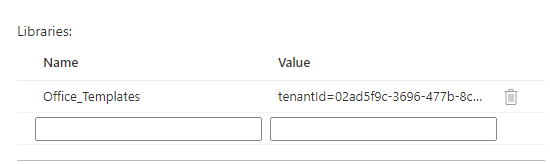 Libraries:
Name Value
Office_Templates tenantId=02ad5f9c-3696-477b-8c...